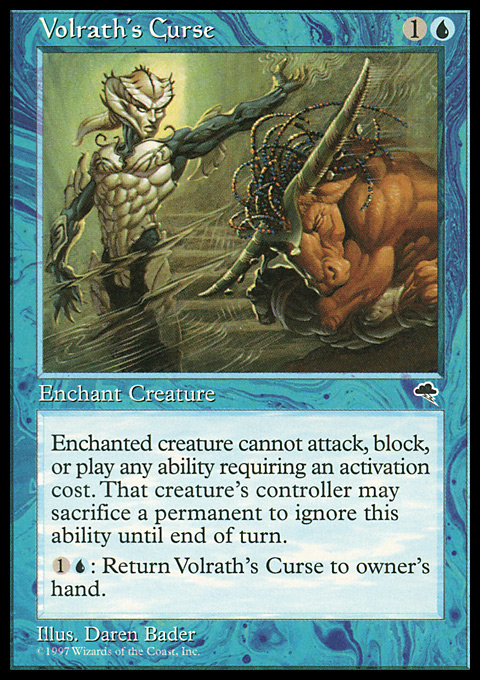 Volrath's Curse
1
Enchant Creature
Enchanted creature cannot attack, block,
or play any ability requiring an activation
cost. That creature's controller may
sacrifice a permanent to ignore this
ability until end of turn.
1 : Return Volrath's Curse to owner's
hand.
Illus. Daren Bader
©1997 Wizards of the Coast, Inc.